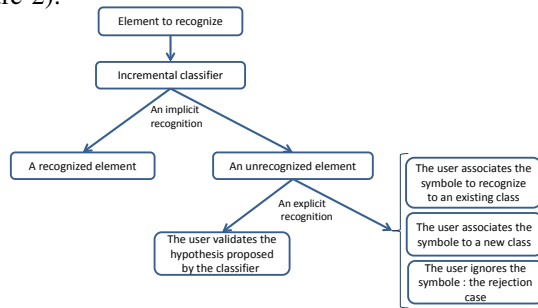 re 2).
Element to recognize
Incremental classifier
An implicit
recognition
A recognized element
An unrecognized element
An explicit
recognition
The user validates the
hypothesis proposed
by the classifier
The user associates the
symbole to recognize
to an existing class
The user associates the
symbole to a new class
The user ignores the
symbole : the rejection
case